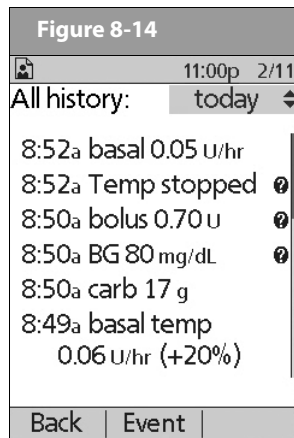 Figure 8-14
11:00p 2/11
All history: today
8:52a basal 0.05 U/hr
8:52a Temp stopped ?
8:50a bolus 0.70 U ?
8:50a BG 80 mg/dL ?
8:50a carb 17 g
8:49a basal temp
0.06 U/hr (+20%)
Back Event